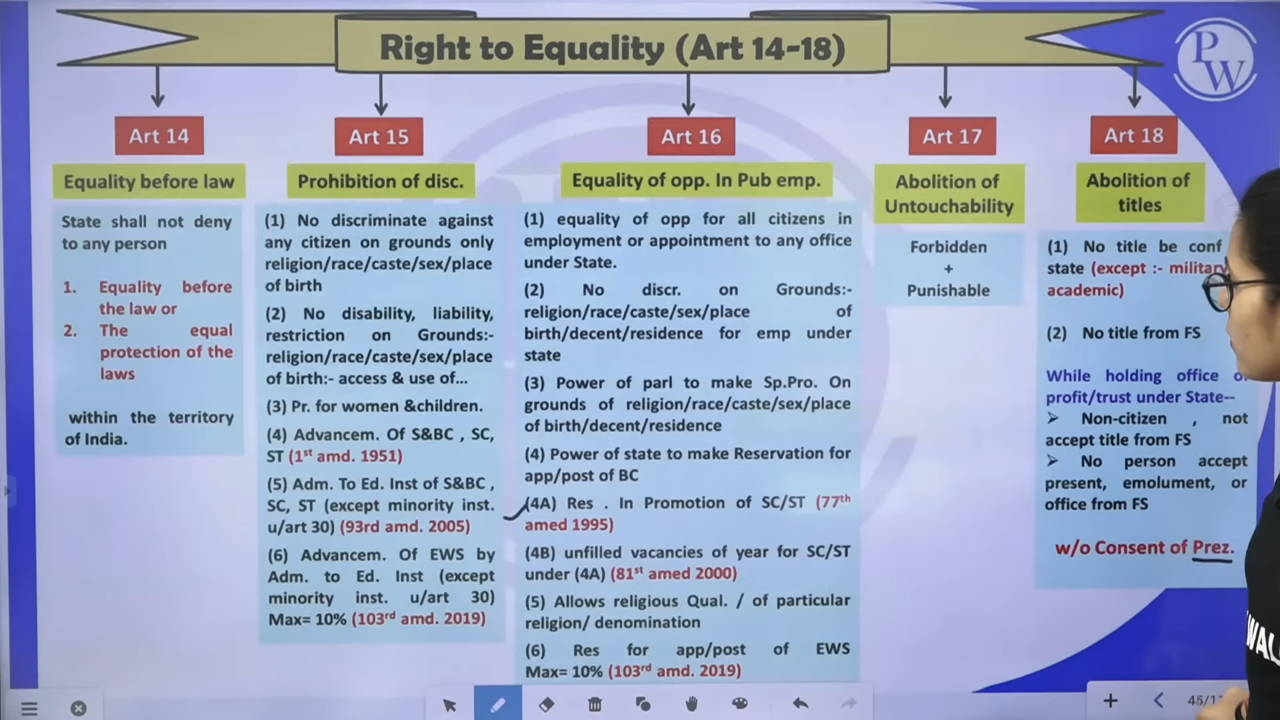 Right to Equality (Art 14-18)
PW
Art 14
Equality before law
State shall not deny
to any person
1. Equality before
the law or
2. The equal
protection of the
laws
within the territory
of India.
Art 15
Prohibition of disc.
(1) No discriminate against
any citizen on grounds only
religion/race/caste/sex/place
of birth
(2) No disability, liability,
restriction on Grounds:-
religion/race/caste/sex/place
of birth:- access & use of...
(3) Pr. for women &children.
(4) Advancem. Of S&BC , SC,
ST (1st amd. 1951)
(5) Adm. To Ed. Inst of S&BC ,
SC, ST (except minority inst.
u/art 30) (93rd amd. 2005)
(6) Advancem. Of EWS by
Adm. to Ed. Inst (except
minority inst. u/art 30)
Max= 10% (103rd amd. 2019)
Art 16
Equality of opp. In Pub emp.
(1) equality of opp for all citizens in
employment or appointment to any office
under State.
(2) No discr. on Grounds:-
religion/race/caste/sex/place of
birth/decent/residence for emp under
state
(3) Power of parl to make Sp.Pro. On
grounds of religion/race/caste/sex/place
of birth/decent/residence
(4) Power of state to make Reservation for
app/post of BC
(4A) Res . In Promotion of SC/ST (77th
amed 1995)
(4B) unfilled vacancies of year for SC/ST
under (4A) (81st amed 2000)
(5) Allows religious Qual. / of particular
religion/ denomination
(6) Res for app/post of EWS
Max= 10% (103rd amd. 2019)
Art 17
Abolition of
Untouchability
Forbidden
+
Punishable
Art 18
Abolition of
titles
(1) No title be conf
state (except :- military
academic)
(2) No title from FS
While holding office o
profit/trust under State--
Non-citizen , not
accept title from FS
No person accept
present, emolument, or
office from FS
w/o Consent of Prez.
WAL
45/1